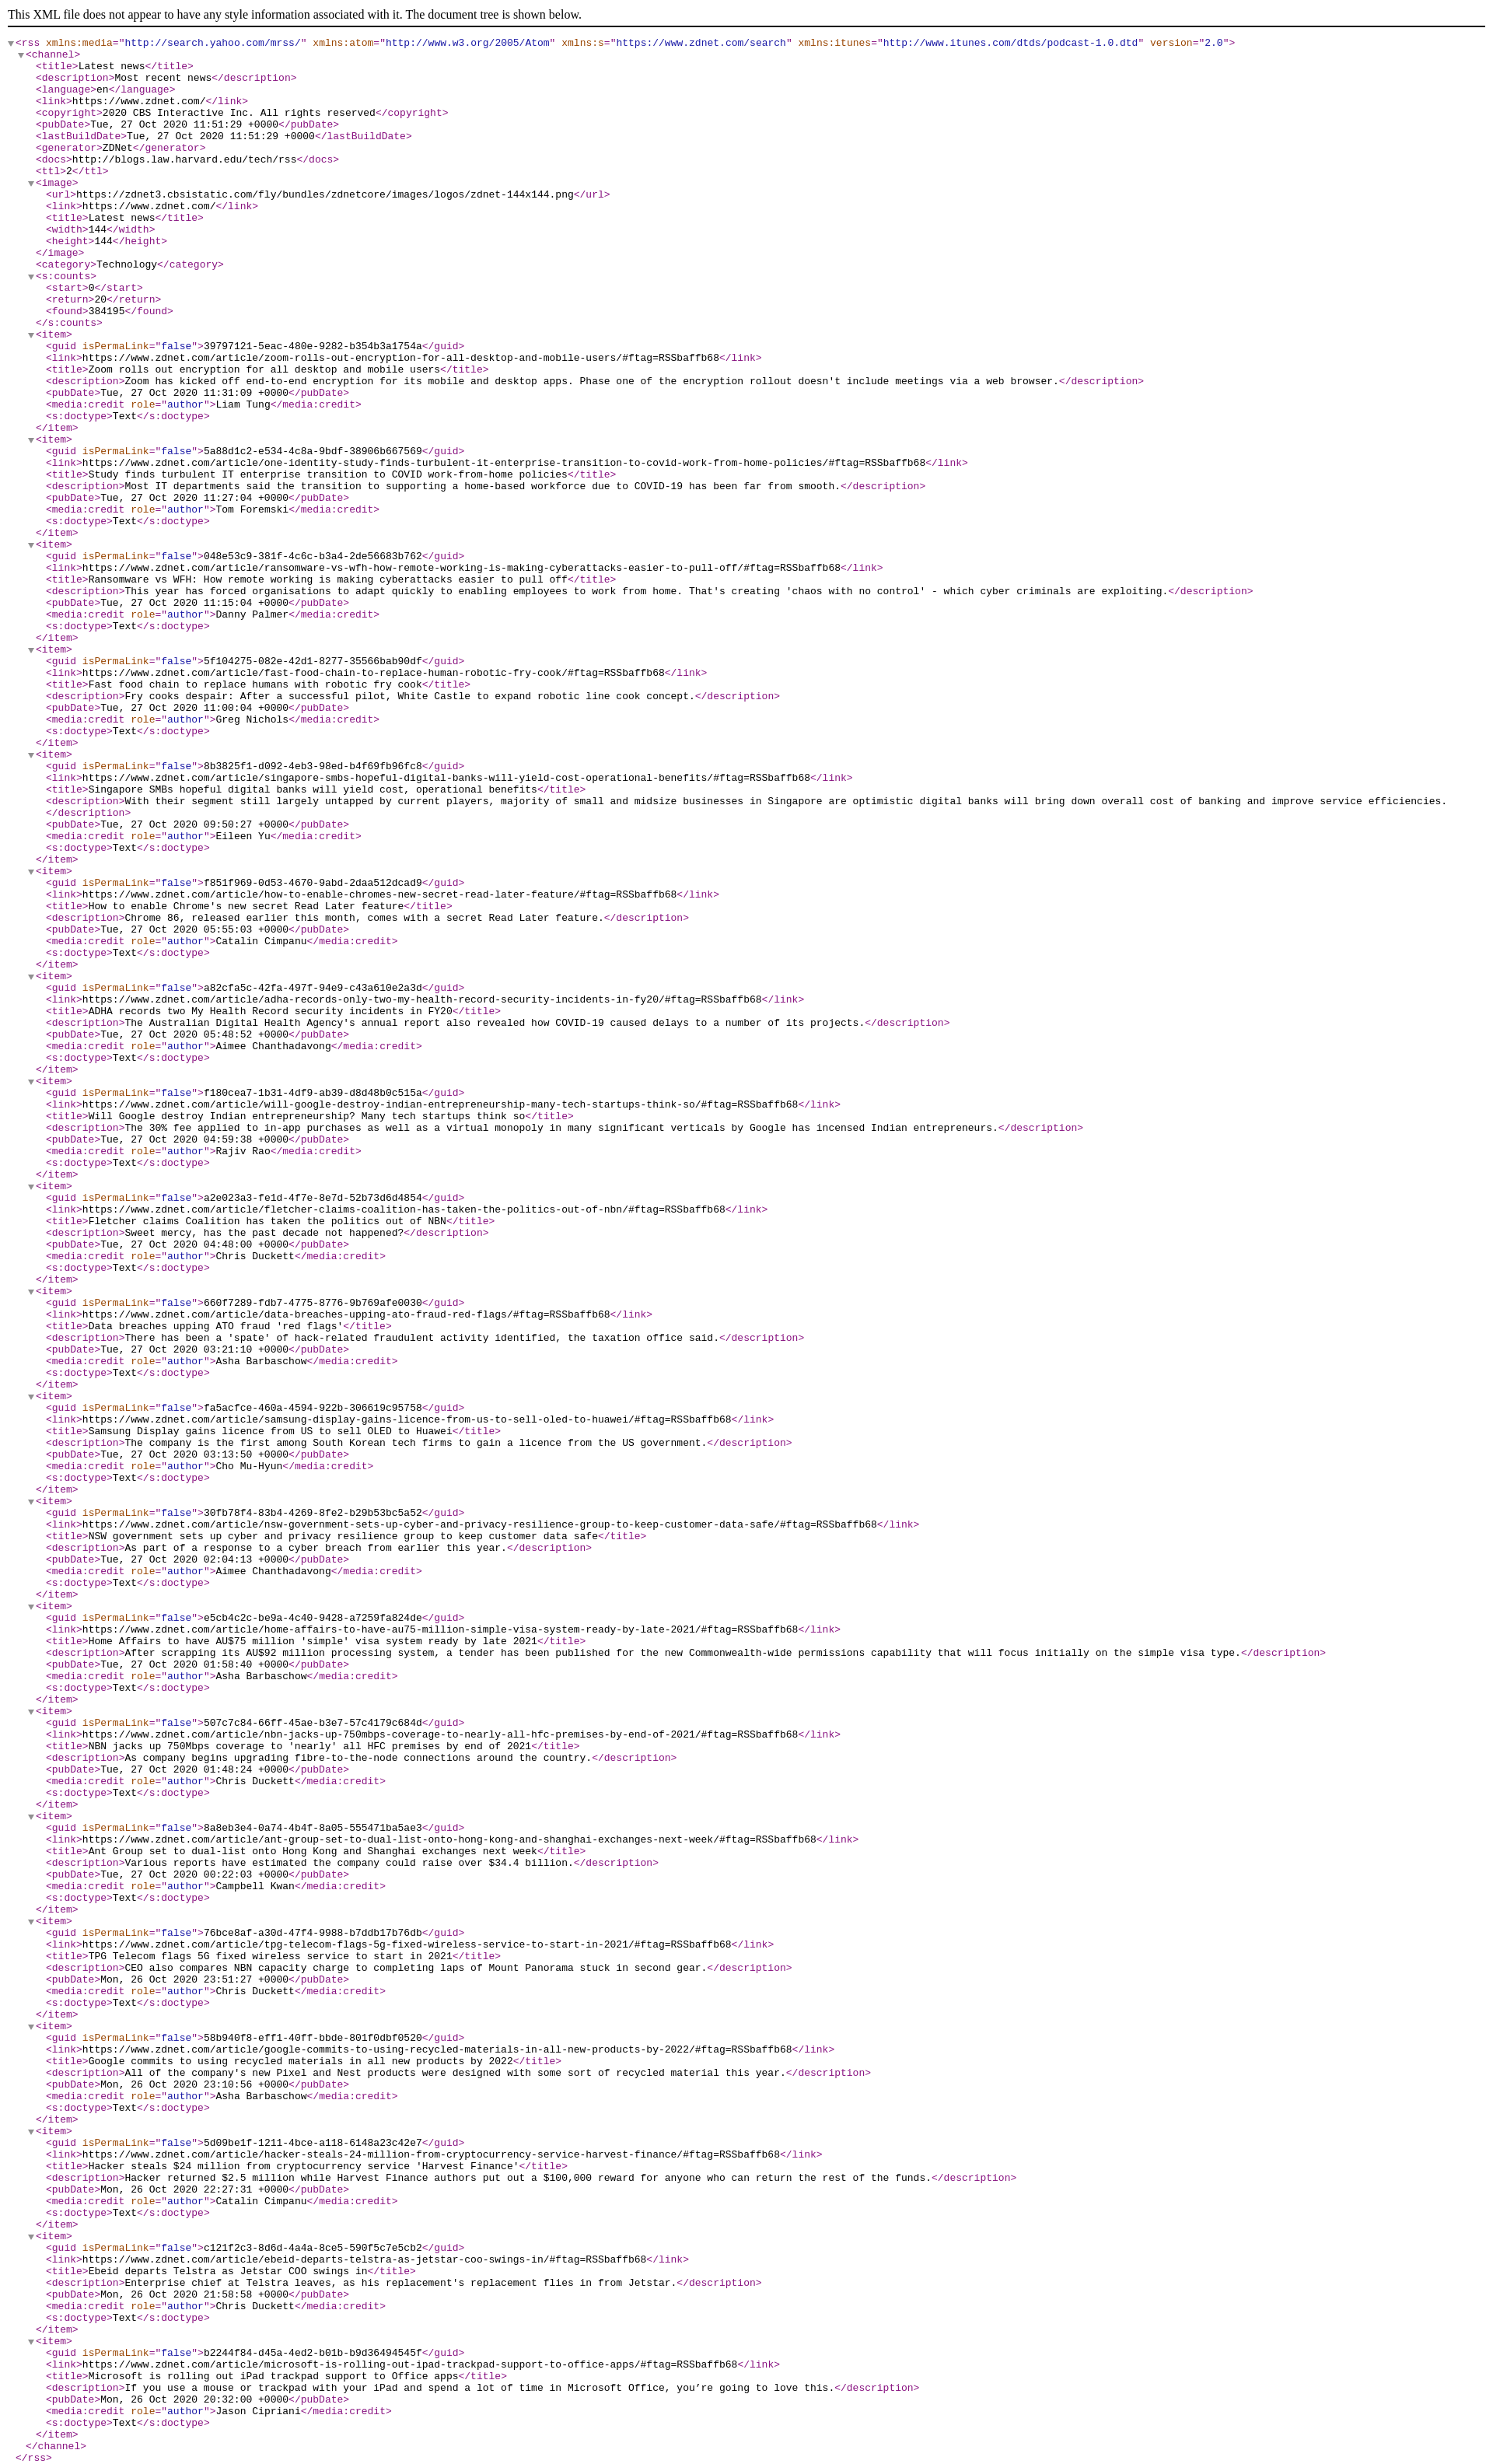 This XML file does not appear to have any style information associated with it. The document tree is shown below.
<rss xmlns:media="http://search.yahoo.com/mrss/" xmlns:atom="http://www.w3.org/2005/Atom" xmlns:s="https://www.zdnet.com/search" xmlns:itunes="http://www.itunes.com/dtds/podcast-1.0.dtd" version="2.0">
<channel>
<title>Latest news</title>
<description>Most recent news</description>
<language>en</language>
<link>https://www.zdnet.com/</link>
<copyright>2020 CBS Interactive Inc. All rights reserved</copyright>
<pubDate>Tue, 27 Oct 2020 11:51:29 +0000</pubDate>
<lastBuildDate>Tue, 27 Oct 2020 11:51:29 +0000</lastBuildDate>
<generator>ZDNet</generator>
<docs>http://blogs.law.harvard.edu/tech/rss</docs>
<ttl>2</ttl>
<image>
<url>https://zdnet3.cbsistatic.com/fly/bundles/zdnetcore/images/logos/zdnet-144x144.png</url>
<link>https://www.zdnet.com/</link>
<title>Latest news</title>
<width>144</width>
<height>144</height>
</image>
<category>Technology</category>
<s:counts>
<start>0</start>
<return>20</return>
<found>384195</found>
</s:counts>
<item>
<guid isPermaLink="false">39797121-5eac-480e-9282-b354b3a1754a</guid>
<link>https://www.zdnet.com/article/zoom-rolls-out-encryption-for-all-desktop-and-mobile-users/#ftag=RSSbaffb68</link>
<title>Zoom rolls out encryption for all desktop and mobile users</title>
<description>Zoom has kicked off end-to-end encryption for its mobile and desktop apps. Phase one of the encryption rollout doesn't include meetings via a web browser.</description>
<pubDate>Tue, 27 Oct 2020 11:31:09 +0000</pubDate>
<media:credit role="author">Liam Tung</media:credit>
<s:doctype>Text</s:doctype>
</item>
<item>
<guid isPermaLink="false">5a88d1c2-e534-4c8a-9bdf-38906b667569</guid>
<link>https://www.zdnet.com/article/one-identity-study-finds-turbulent-it-enterprise-transition-to-covid-work-from-home-policies/#ftag=RSSbaffb68</link>
<title>Study finds turbulent IT enterprise transition to COVID work-from-home policies</title>
<description>Most IT departments said the transition to supporting a home-based workforce due to COVID-19 has been far from smooth.</description>
<pubDate>Tue, 27 Oct 2020 11:27:04 +0000</pubDate>
<media:credit role="author">Tom Foremski</media:credit>
<s:doctype>Text</s:doctype>
</item>
<item>
<guid isPermaLink="false">048e53c9-381f-4c6c-b3a4-2de56683b762</guid>
<link>https://www.zdnet.com/article/ransomware-vs-wfh-how-remote-working-is-making-cyberattacks-easier-to-pull-off/#ftag=RSSbaffb68</link>
<title>Ransomware vs WFH: How remote working is making cyberattacks easier to pull off</title>
<description>This year has forced organisations to adapt quickly to enabling employees to work from home. That's creating 'chaos with no control' - which cyber criminals are exploiting.</description>
<pubDate>Tue, 27 Oct 2020 11:15:04 +0000</pubDate>
<media:credit role="author">Danny Palmer</media:credit>
<s:doctype>Text</s:doctype>
</item>
<item>
<guid isPermaLink="false">5f104275-082e-42d1-8277-35566bab90df</guid>
<link>https://www.zdnet.com/article/fast-food-chain-to-replace-human-robotic-fry-cook/#ftag=RSSbaffb68</link>
<title>Fast food chain to replace humans with robotic fry cook</title>
<description>Fry cooks despair: After a successful pilot, White Castle to expand robotic line cook concept.</description>
<pubDate>Tue, 27 Oct 2020 11:00:04 +0000</pubDate>
<media:credit role="author">Greg Nichols</media:credit>
<s:doctype>Text</s:doctype>
</item>
<item>
<guid isPermaLink="false">8b3825f1-d092-4eb3-98ed-b4f69fb96fc8</guid>
<link>https://www.zdnet.com/article/singapore-smbs-hopeful-digital-banks-will-yield-cost-operational-benefits/#ftag=RSSbaffb68</link>
<title>Singapore SMBs hopeful digital banks will yield cost, operational benefits</title>
<description>With their segment still largely untapped by current players, majority of small and midsize businesses in Singapore are optimistic digital banks will bring down overall cost of banking and improve service efficiencies.
</description>
<pubDate>Tue, 27 Oct 2020 09:50:27 +0000</pubDate>
<media:credit role="author">Eileen Yu</media:credit>
<s:doctype>Text</s:doctype>
</item>
<item>
<guid isPermaLink="false">f851f969-0d53-4670-9abd-2daa512dcad9</guid>
<link>https://www.zdnet.com/article/how-to-enable-chromes-new-secret-read-later-feature/#ftag=RSSbaffb68</link>
<title>How to enable Chrome's new secret Read Later feature</title>
<description>Chrome 86, released earlier this month, comes with a secret Read Later feature.</description>
<pubDate>Tue, 27 Oct 2020 05:55:03 +0000</pubDate>
<media:credit role="author">Catalin Cimpanu</media:credit>
<s:doctype>Text</s:doctype>
</item>
<item>
<guid isPermaLink="false">a82cfa5c-42fa-497f-94e9-c43a610e2a3d</guid>
<link>https://www.zdnet.com/article/adha-records-only-two-my-health-record-security-incidents-in-fy20/#ftag=RSSbaffb68</link>
<title>ADHA records two My Health Record security incidents in FY20</title>
<description>The Australian Digital Health Agency's annual report also revealed how COVID-19 caused delays to a number of its projects.</description>
<pubDate>Tue, 27 Oct 2020 05:48:52 +0000</pubDate>
<media:credit role="author">Aimee Chanthadavong</media:credit>
<s:doctype>Text</s:doctype>
</item>
<item>
<guid isPermaLink="false">f180cea7-1b31-4df9-ab39-d8d48b0c515a</guid>
<link>https://www.zdnet.com/article/will-google-destroy-indian-entrepreneurship-many-tech-startups-think-so/#ftag=RSSbaffb68</link>
<title>Will Google destroy Indian entrepreneurship? Many tech startups think so</title>
<description>The 30% fee applied to in-app purchases as well as a virtual monopoly in many significant verticals by Google has incensed Indian entrepreneurs.</description>
<pubDate>Tue, 27 Oct 2020 04:59:38 +0000</pubDate>
<media:credit role="author">Rajiv Rao</media:credit>
<s:doctype>Text</s:doctype>
</item>
<item>
<guid isPermaLink="false">a2e023a3-fe1d-4f7e-8e7d-52b73d6d4854</guid>
<link>https://www.zdnet.com/article/fletcher-claims-coalition-has-taken-the-politics-out-of-nbn/#ftag=RSSbaffb68</link>
<title>Fletcher claims Coalition has taken the politics out of NBN</title>
<description>Sweet mercy, has the past decade not happened?</description>
<pubDate>Tue, 27 Oct 2020 04:48:00 +0000</pubDate>
<media:credit role="author">Chris Duckett</media:credit>
<s:doctype>Text</s:doctype>
</item>
<item>
<guid isPermaLink="false">660f7289-fdb7-4775-8776-9b769afe0030</guid>
<link>https://www.zdnet.com/article/data-breaches-upping-ato-fraud-red-flags/#ftag=RSSbaffb68</link>
<title>Data breaches upping ATO fraud 'red flags'</title>
<description>There has been a 'spate' of hack-related fraudulent activity identified, the taxation office said.</description>
<pubDate>Tue, 27 Oct 2020 03:21:10 +0000</pubDate>
<media:credit role="author">Asha Barbaschow</media:credit>
<s:doctype>Text</s:doctype>
</item>
<item>
<guid isPermaLink="false">fa5acfce-460a-4594-922b-306619c95758</guid>
<link>https://www.zdnet.com/article/samsung-display-gains-licence-from-us-to-sell-oled-to-huawei/#ftag=RSSbaffb68</link>
<title>Samsung Display gains licence from US to sell OLED to Huawei</title>
<description>The company is the first among South Korean tech firms to gain a licence from the US government.</description>
<pubDate>Tue, 27 Oct 2020 03:13:50 +0000</pubDate>
<media:credit role="author">Cho Mu-Hyun</media:credit>
<s:doctype>Text</s:doctype>
</item>
<item>
<guid isPermaLink="false">30fb78f4-83b4-4269-8fe2-b29b53bc5a52</guid>
<link>https://www.zdnet.com/article/nsw-government-sets-up-cyber-and-privacy-resilience-group-to-keep-customer-data-safe/#ftag=RSSbaffb68</link>
<title>NSW government sets up cyber and privacy resilience group to keep customer data safe</title>
<description>As part of a response to a cyber breach from earlier this year.</description>
<pubDate>Tue, 27 Oct 2020 02:04:13 +0000</pubDate>
<media:credit role="author">Aimee Chanthadavong</media:credit>
<s:doctype>Text</s:doctype>
</item>
<item>
<guid isPermaLink="false">e5cb4c2c-be9a-4c40-9428-a7259fa824de</guid>
<link>https://www.zdnet.com/article/home-affairs-to-have-au75-million-simple-visa-system-ready-by-late-2021/#ftag=RSSbaffb68</link>
<title>Home Affairs to have AU$75 million 'simple' visa system ready by late 2021</title>
<description>After scrapping its AU$92 million processing system, a tender has been published for the new Commonwealth-wide permissions capability that will focus initially on the simple visa type.</description>
<pubDate>Tue, 27 Oct 2020 01:58:40 +0000</pubDate>
<media:credit role="author">Asha Barbaschow</media:credit>
<s:doctype>Text</s:doctype>
</item>
<item>
<guid isPermaLink="false">507c7c84-66ff-45ae-b3e7-57c4179c684d</guid>
<link>https://www.zdnet.com/article/nbn-jacks-up-750mbps-coverage-to-nearly-all-hfc-premises-by-end-of-2021/#ftag=RSSbaffb68</link>
<title>NBN jacks up 750Mbps coverage to 'nearly' all HFC premises by end of 2021</title>
<description>As company begins upgrading fibre-to-the-node connections around the country.</description>
<pubDate>Tue, 27 Oct 2020 01:48:24 +0000</pubDate>
<media:credit role="author">Chris Duckett</media:credit>
<s:doctype>Text</s:doctype>
</item>
<item>
<guid isPermaLink="false">8a8eb3e4-0a74-4b4f-8a05-555471ba5ae3</guid>
<link>https://www.zdnet.com/article/ant-group-set-to-dual-list-onto-hong-kong-and-shanghai-exchanges-next-week/#ftag=RSSbaffb68</link>
<title>Ant Group set to dual-list onto Hong Kong and Shanghai exchanges next week</title>
<description>Various reports have estimated the company could raise over $34.4 billion.</description>
<pubDate>Tue, 27 Oct 2020 00:22:03 +0000</pubDate>
<media:credit role="author">Campbell Kwan</media:credit>
<s:doctype>Text</s:doctype>
</item>
<item>
<guid isPermaLink="false">76bce8af-a30d-47f4-9988-b7ddb17b76db</guid>
<link>https://www.zdnet.com/article/tpg-telecom-flags-5g-fixed-wireless-service-to-start-in-2021/#ftag=RSSbaffb68</link>
<title>TPG Telecom flags 5G fixed wireless service to start in 2021</title>
<description>CEO also compares NBN capacity charge to completing laps of Mount Panorama stuck in second gear.</description>
<pubDate>Mon, 26 Oct 2020 23:51:27 +0000</pubDate>
<media:credit role="author">Chris Duckett</media:credit>
<s:doctype>Text</s:doctype>
</item>
<item>
<guid isPermaLink="false">58b940f8-eff1-40ff-bbde-801f0dbf0520</guid>
<link>https://www.zdnet.com/article/google-commits-to-using-recycled-materials-in-all-new-products-by-2022/#ftag=RSSbaffb68</link>
<title>Google commits to using recycled materials in all new products by 2022</title>
<description>All of the company's new Pixel and Nest products were designed with some sort of recycled material this year.</description>
<pubDate>Mon, 26 Oct 2020 23:10:56 +0000</pubDate>
<media:credit role="author">Asha Barbaschow</media:credit>
<s:doctype>Text</s:doctype>
</item>
<item>
<guid isPermaLink="false">5d09be1f-1211-4bce-a118-6148a23c42e7</guid>
<link>https://www.zdnet.com/article/hacker-steals-24-million-from-cryptocurrency-service-harvest-finance/#ftag=RSSbaffb68</link>
<title>Hacker steals $24 million from cryptocurrency service 'Harvest Finance'</title>
<description>Hacker returned $2.5 million while Harvest Finance authors put out a $100,000 reward for anyone who can return the rest of the funds.</description>
<pubDate>Mon, 26 Oct 2020 22:27:31 +0000</pubDate>
<media:credit role="author">Catalin Cimpanu</media:credit>
<s:doctype>Text</s:doctype>
</item>
<item>
<guid isPermaLink="false">c121f2c3-8d6d-4a4a-8ce5-590f5c7e5cb2</guid>
<link>https://www.zdnet.com/article/ebeid-departs-telstra-as-jetstar-coo-swings-in/#ftag=RSSbaffb68</link>
<title>Ebeid departs Telstra as Jetstar COO swings in</title>
<description>Enterprise chief at Telstra leaves, as his replacement's replacement flies in from Jetstar.</description>
<pubDate>Mon, 26 Oct 2020 21:58:58 +0000</pubDate>
<media:credit role="author">Chris Duckett</media:credit>
<s:doctype>Text</s:doctype>
</item>
<item>
<guid isPermaLink="false">b2244f84-d45a-4ed2-b01b-b9d36494545f</guid>
<link>https://www.zdnet.com/article/microsoft-is-rolling-out-ipad-trackpad-support-to-office-apps/#ftag=RSSbaffb68</link>
<title>Microsoft is rolling out iPad trackpad support to Office apps</title>
<description>If you use a mouse or trackpad with your iPad and spend a lot of time in Microsoft Office, you’re going to love this.</description>
<pubDate>Mon, 26 Oct 2020 20:32:00 +0000</pubDate>
<media:credit role="author">Jason Cipriani</media:credit>
<s:doctype>Text</s:doctype>
</item>
</channel>
</rss>